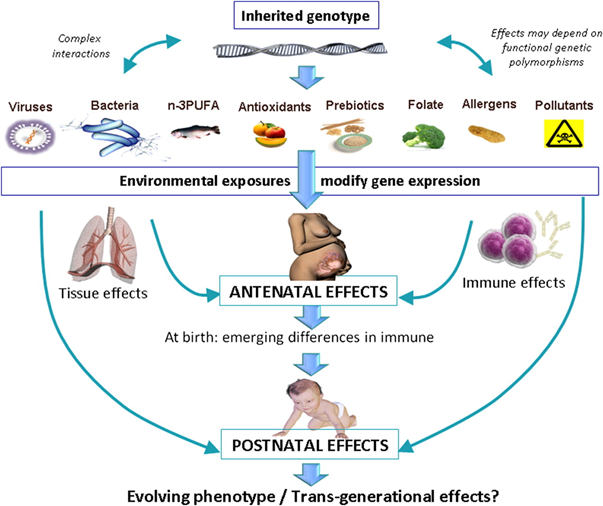 Inherited genotype
Complex
interactions
Effects may depend on
functional genetic
polymorphisms
Viruses
Bacteria
n-3PUFA
Antioxidants
Prebiotics
Folate
Allergens
Pollutants
Environmental exposures modify gene expression
Tissue effects
Immune effects
ANTENATAL EFFECTS
At birth: emerging differences in immune
POSTNATAL EFFECTS
Evolving phenotype / Trans-generational effects?